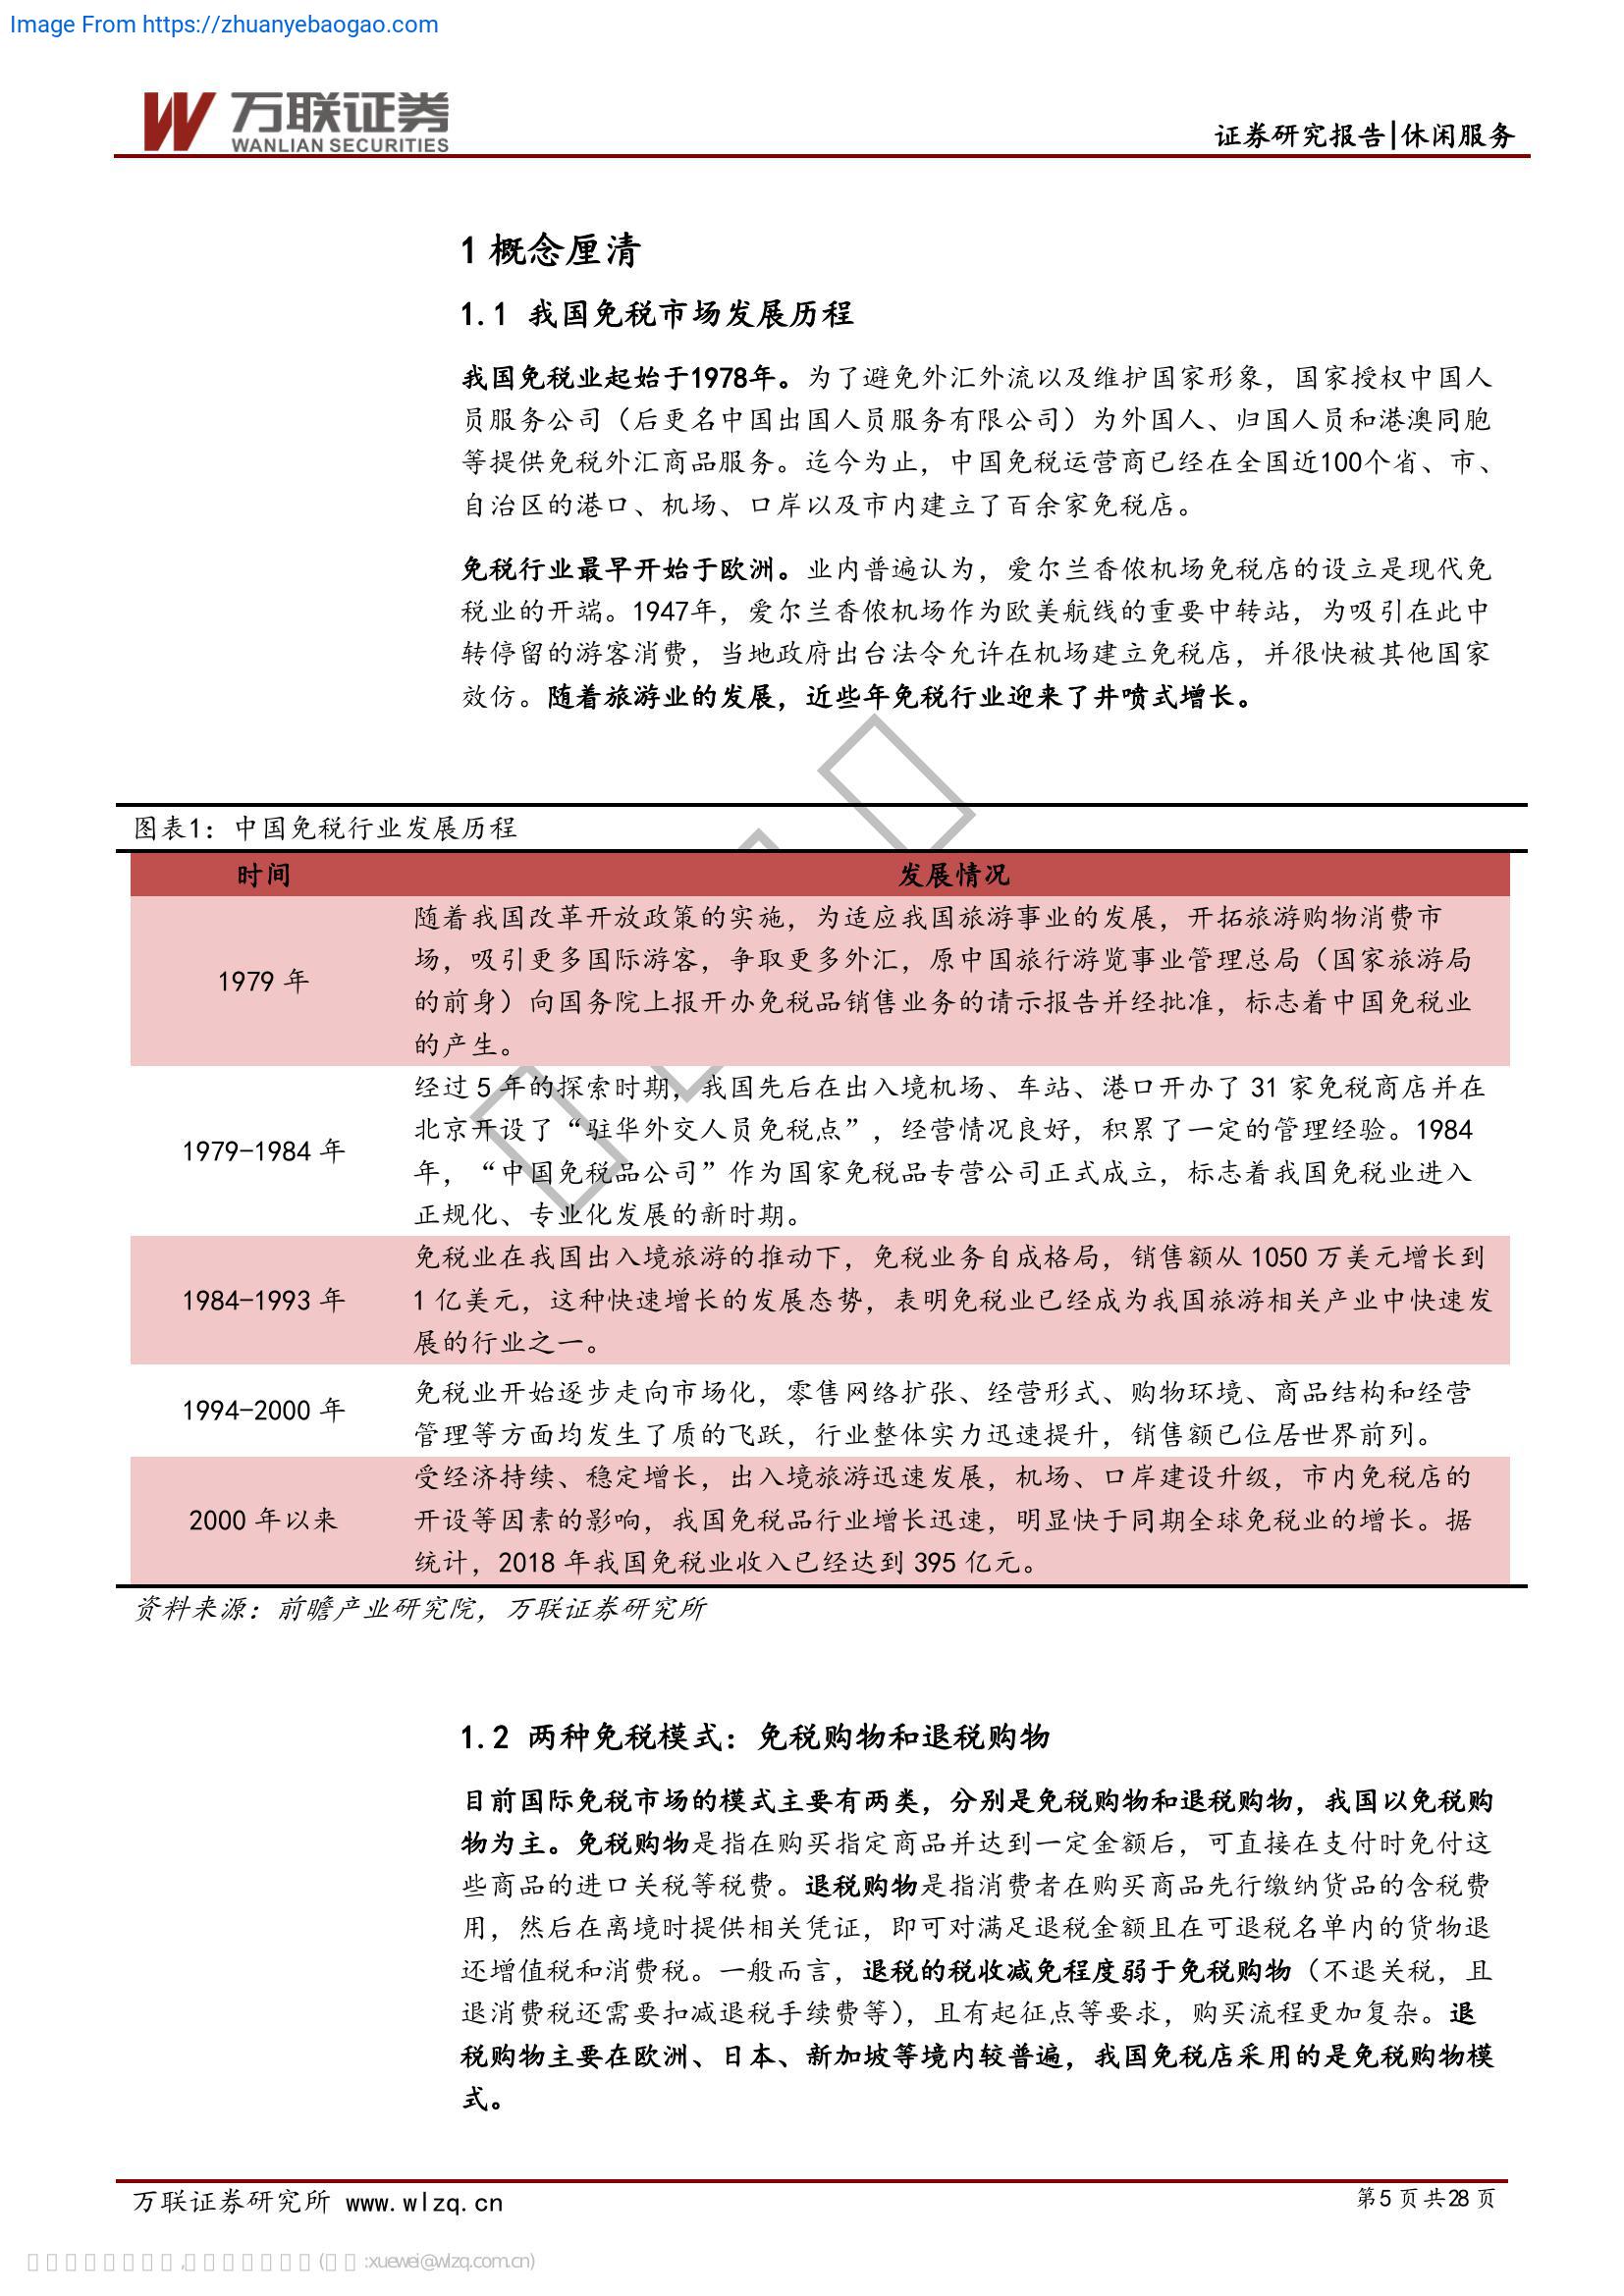 Image From https://zhuanyebaogao.com
万联证券
WANLIAN SECURITIES
证券研究报告|休闲服务
1 概念厘清
1.1 我国免税市场发展历程
我国免税业起始于1978年。为了避免外汇外流以及维护国家形象，国家授权中国人
员服务公司（后更名中国出国人员服务有限公司）为外国人、归国人员和港澳同胞
等提供免税外汇商品服务。迄今为止，中国免税运营商已经在全国近100个省、市、
自治区的港口、机场、口岸以及市内建立了百余家免税店。
免税行业最早开始于欧洲。业内普遍认为，爱尔兰香侬机场免税店的设立是现代免
税业的开端。1947年，爱尔兰香侬机场作为欧美航线的重要中转站，为吸引在此中
转停留的游客消费，当地政府出台法令允许在机场建立免税店，并很快被其他国家
效仿。随着旅游业的发展，近些年免税行业迎来了井喷式增长。
图表1：中国免税行业发展历程
时间 发展情况
1979 年
随着我国改革开放政策的实施，为适应我国旅游事业的发展，开拓旅游购物消费市
场，吸引更多国际游客，争取更多外汇，原中国旅行游览事业管理总局（国家旅游局
的前身）向国务院上报开办免税品销售业务的请示报告并经批准，标志着中国免税业
的产生。
1979-1984 年
经过 5 年的探索时期，我国先后在出入境机场、车站、港口开办了 31 家免税商店并在
北京开设了“驻华外交人员免税点”，经营情况良好，积累了一定的管理经验。1984
年，“中国免税品公司”作为国家免税品专营公司正式成立，标志着我国免税业进入
正规化、专业化发展的新时期。
1984-1993 年
免税业在我国出入境旅游的推动下，免税业务自成格局，销售额从 1050 万美元增长到
1 亿美元，这种快速增长的发展态势，表明免税业已经成为我国旅游相关产业中快速发
展的行业之一。
1994-2000 年
免税业开始逐步走向市场化，零售网络扩张、经营形式、购物环境、商品结构和经营
管理等方面均发生了质的飞跃，行业整体实力迅速提升，销售额已位居世界前列。
2000 年以来
受经济持续、稳定增长，出入境旅游迅速发展，机场、口岸建设升级，市内免税店的
开设等因素的影响，我国免税品行业增长迅速，明显快于同期全球免税业的增长。据
统计，2018 年我国免税业收入已经达到 395 亿元。
资料来源：前瞻产业研究院，万联证券研究所
1.2 两种免税模式：免税购物和退税购物
目前国际免税市场的模式主要有两类，分别是免税购物和退税购物，我国以免税购
物为主。免税购物是指在购买指定商品并达到一定金额后，可直接在支付时免付这
些商品的进口关税等税费。退税购物是指消费者在购买商品先行缴纳货品的含税费
用，然后在离境时提供相关凭证，即可对满足退税金额且在可退税名单内的货物退
还增值税和消费税。一般而言，退税的税收减免程度弱于免税购物（不退关税，且
退消费税还需要扣减退税手续费等），且有起征点等要求，购买流程更加复杂。退
税购物主要在欧洲、日本、新加坡等境内较普遍，我国免税店采用的是免税购物模
式。
万联证券研究所 www.wlzq.cn
第5 页 共28 页
:xuewei@wlzq.com.cn)